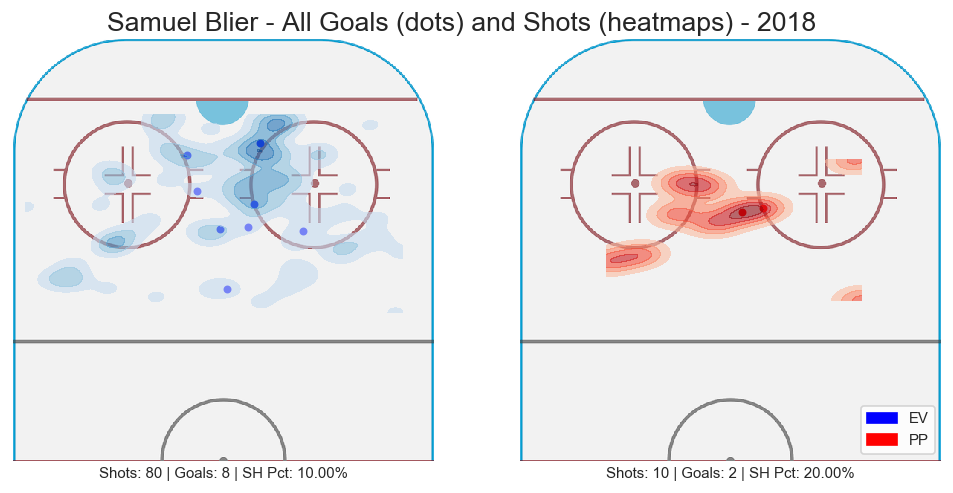 Samuel Blier - All Goals (dots) and Shots (heatmaps) - 2018
EV
PP
Shots: 80 | Goals: 8 | SH Pct: 10.00%
Shots: 10 | Goals: 2 | SH Pct: 20.00%